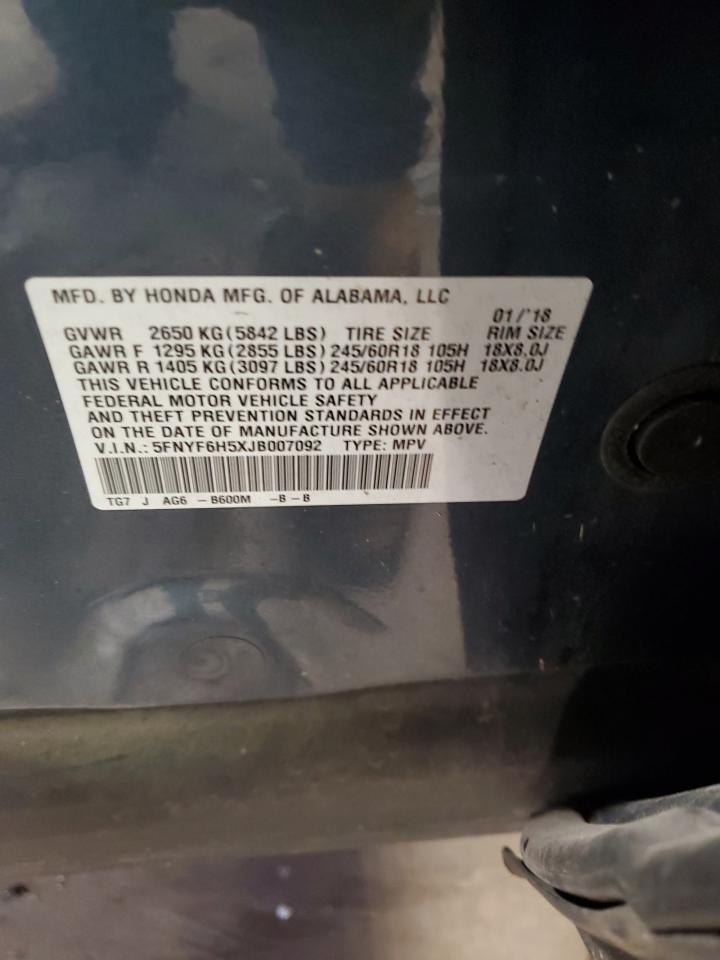 MFD. BY HONDA MFG. OF ALABAMA, LLC
01/'18
GVWR 2650 KG(5842 LBS) TIRE SIZE RIM SIZE
GAWR F 1295 KG(2855 LBS) 245/60R18 105H 18X8.0J
GAWR R 1405 KG(3097 LBS) 245/60R18 105H 18X8.0J
THIS VEHICLE CONFORMS TO ALL APPLICABLE
FEDERAL MOTOR VEHICLE SAFETY
AND THEFT PREVENTION STANDARDS IN EFFECT
ON THE DATE OF MANUFACTURE SHOWN ABOVE.
V.I.N.: 5FNYF6H5XJB007092 TYPE: MPV
TG7 J AG6 -B600M -B-B